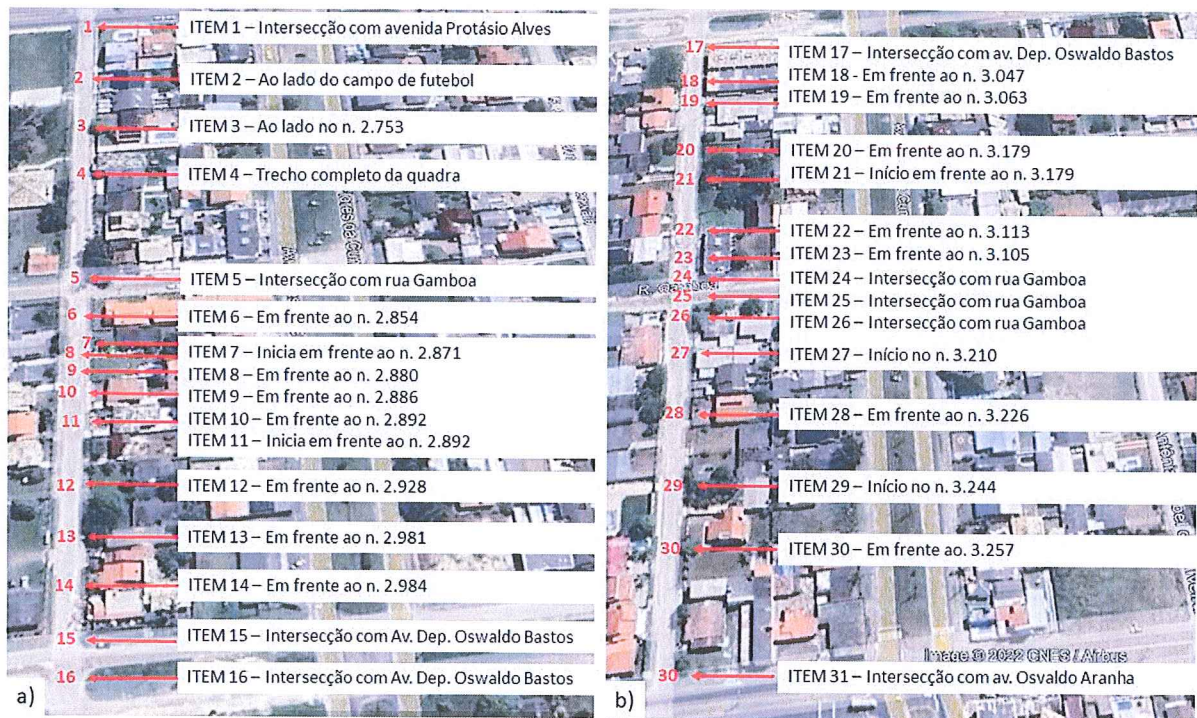 1
ITEM 1 – Intersecção com avenida Protásio Alves
2
ITEM 2 – Ao lado do campo de futebol
3
ITEM 3 – Ao lado no n. 2.753
4
ITEM 4 – Trecho completo da quadra
5
ITEM 5 – Intersecção com rua Gamboa
6
ITEM 6 – Em frente ao n. 2.854
7
ITEM 7 – Inicia em frente ao n. 2.871
8
ITEM 8 – Em frente ao n. 2.880
9
ITEM 9 – Em frente ao n. 2.886
10
ITEM 10 – Em frente ao n. 2.892
11
ITEM 11 – Inicia em frente ao n. 2.892
12
ITEM 12 – Em frente ao n. 2.928
13
ITEM 13 – Em frente ao n. 2.981
14
ITEM 14 – Em frente ao n. 2.984
15
ITEM 15 – Intersecção com Av. Dep. Oswaldo Bastos
16
ITEM 16 – Intersecção com Av. Dep. Oswaldo Bastos
a)
17
ITEM 17 – Intersecção com av. Dep. Oswaldo Bastos
18
ITEM 18 – Em frente ao n. 3.047
19
ITEM 19 – Em frente ao n. 3.063
20
ITEM 20 – Em frente ao n. 3.179
21
ITEM 21 – Início em frente ao n. 3.179
22
ITEM 22 – Em frente ao n. 3.113
23
ITEM 23 – Em frente ao n. 3.105
24
ITEM 24 – Intersecção com rua Gamboa
R. Gamboa
25
ITEM 25 – Intersecção com rua Gamboa
26
ITEM 26 – Intersecção com rua Gamboa
27
ITEM 27 – Início no n. 3.210
28
ITEM 28 – Em frente ao n. 3.226
29
ITEM 29 – Início no n. 3.244
30
ITEM 30 – Em frente ao. 3.257
Image © 2022 CNES / Airbus
30
ITEM 31 – Intersecção com av. Osvaldo Aranha
b)